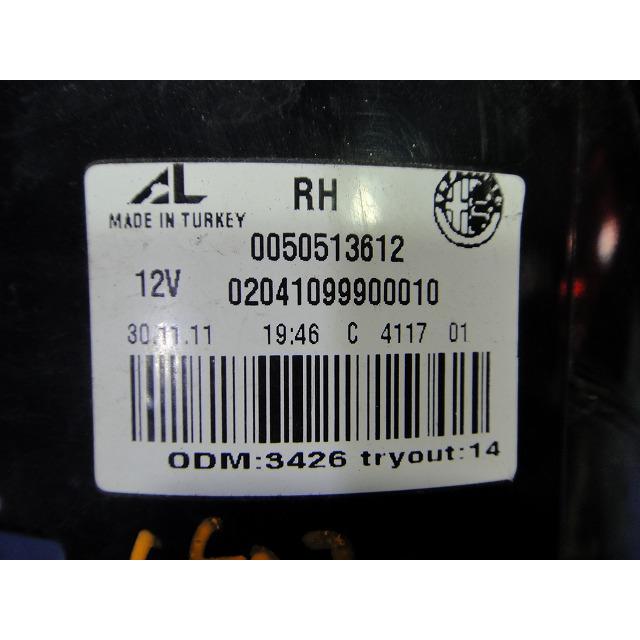 AL RH
MADE IN TURKEY
0050513612
12V 02041099900010
30.11.11 19:46 C 4117 01
ODM:3426 tryout:14